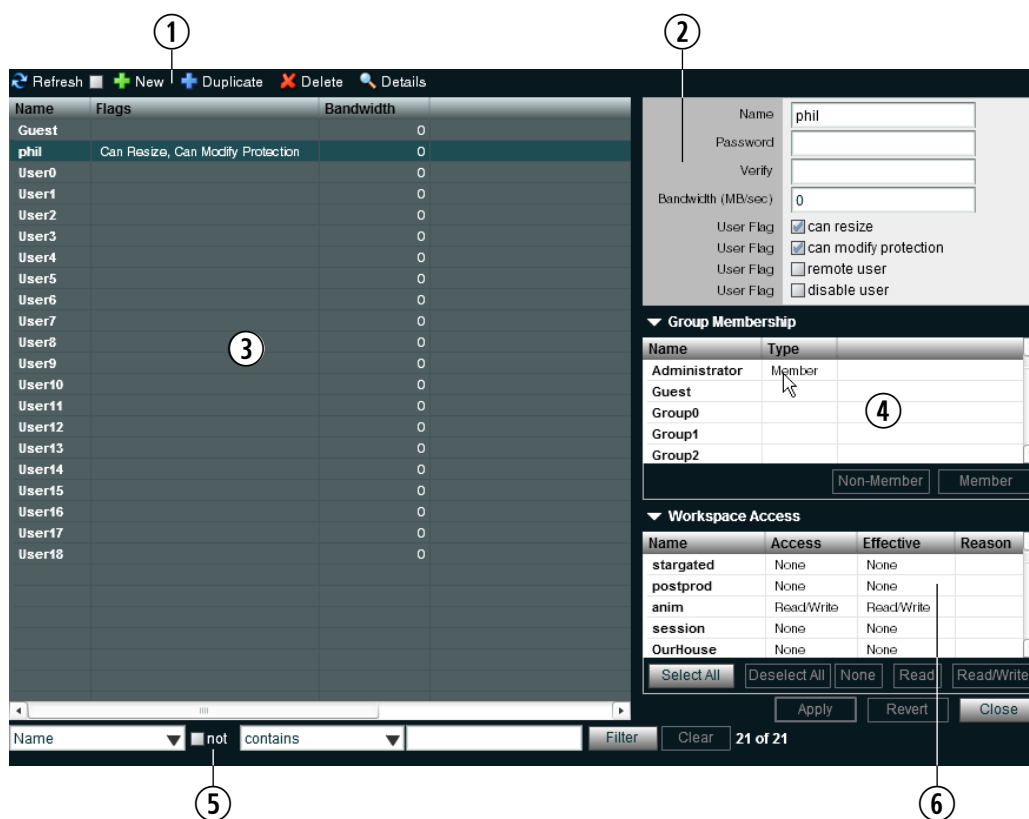 1 2
Refresh New Duplicate Delete Details
Name Flags Bandwidth
Guest 0
phil Can Resize, Can Modify Protection 0
User0 0
User1 0
User2 0
User3 0
User4 0
User5 0
User6 0
User7 0
User8 0
User9 0
User10 0
User11 0
User12 0
User13 0
User14 0
User15 0
User16 0
User17 0
User18 0
3
Name phil
Password
Verify
Bandwidth (MB/sec) 0
User Flag can resize
User Flag can modify protection
User Flag remote user
User Flag disable user
Group Membership
Name Type
Administrator Member
Guest
Group0
Group1
Group2
4
Non-Member Member
Workspace Access
Name Access Effective Reason
stargated None None
postprod None None
anim Read/Write Read/Write
session None None
OurHouse None None
Select All Deselect All None Read Read/Write
Apply Revert Close
Name not contains Filter Clear 21 of 21
5 6